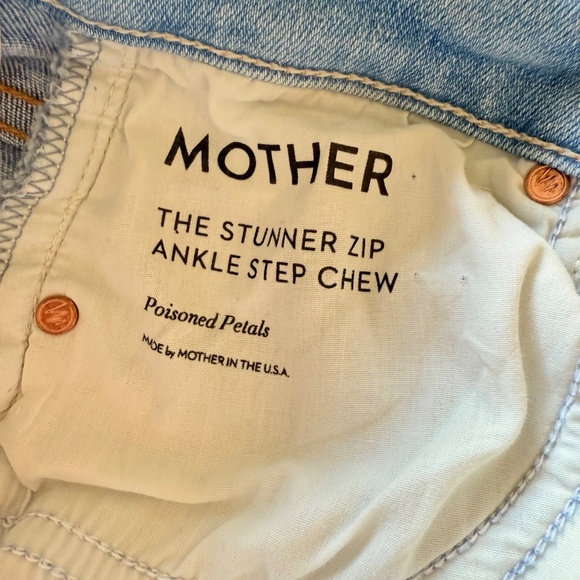 MOTHER
THE STUNNER ZIP
ANKLE STEP CHEW
Poisoned Petals
MADE by MOTHER IN THE U.S.A.